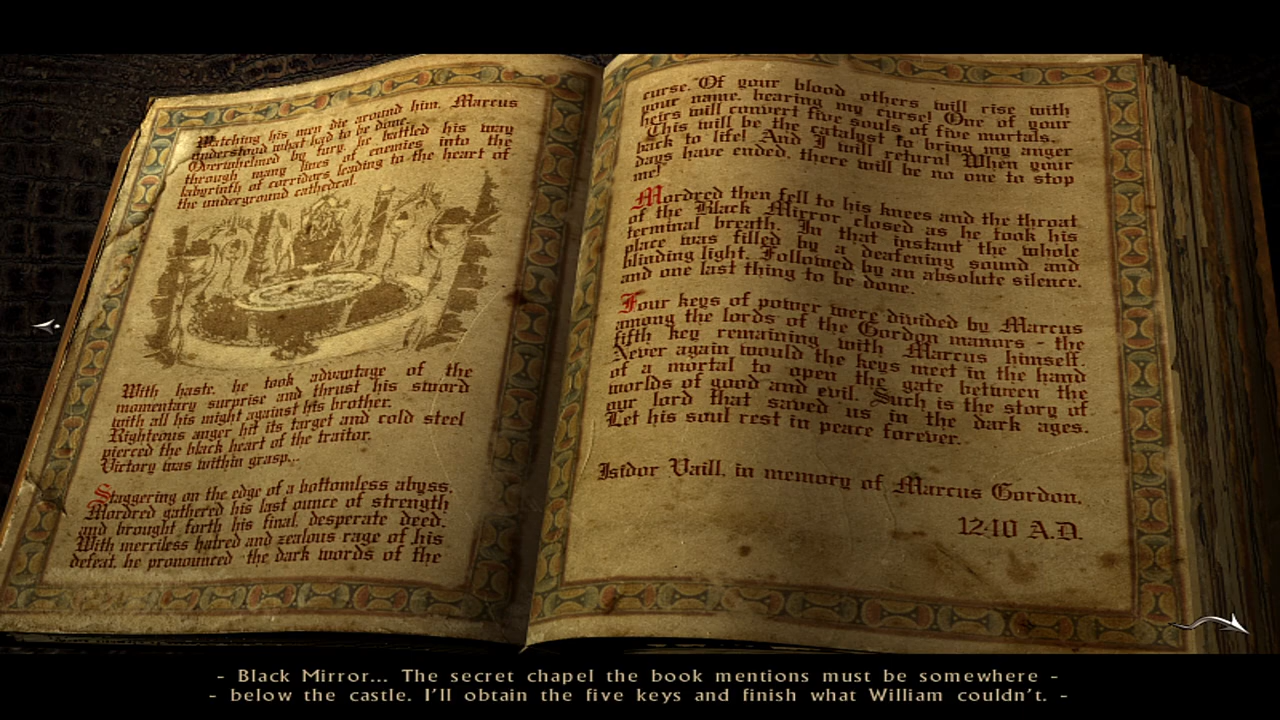 Watching his men die around him, Marcus
understood what had to be done.
Overwhelmed by fury, he battled his way
through many lines of enemies into the
labyrinth of corridors leading to the heart of
the underground cathedral.
With haste, he took advantage of the
momentary surprise and thrust his sword
with all his might against his brother.
Righteous anger hit its target and cold steel
pierced the black heart of the traitor.
Victory was within grasp...
Staggering on the edge of a bottomless abyss,
Mordred gathered his last ounce of strength
and brought forth his final, desperate deed.
With merciless hatred and zealous rage of his
defeat, he pronounced the dark words of the
curse. "Of your blood others will rise with
your name, bearing my curse! One of your
heirs will convert five souls of five mortals.
This will be the catalyst to bring my anger
back to life! And I will return! When your
days have ended, there will be no one to stop
me!"
Mordred then fell to his knees and the throat
of the Black Mirror closed as he took his
terminal breath. In that instant the whole
place was filled by a deafening sound and
blinding light. Followed by an absolute silence,
and one last thing to be done.
Four keys of power were divided by Marcus
among the lords of the Gordon manors - the
fifth key remaining with Marcus himself.
Never again would the keys meet in the hand
of a mortal to open the gate between the
worlds of good and evil. Such is the story of
our lord that saved us in the dark ages.
Let his soul rest in peace forever.
Isidor Vaill, in memory of Marcus Gordon,
1240 A.D.
- Black Mirror... The secret chapel the book mentions must be somewhere -
- below the castle. I'll obtain the five keys and finish what William couldn't. -